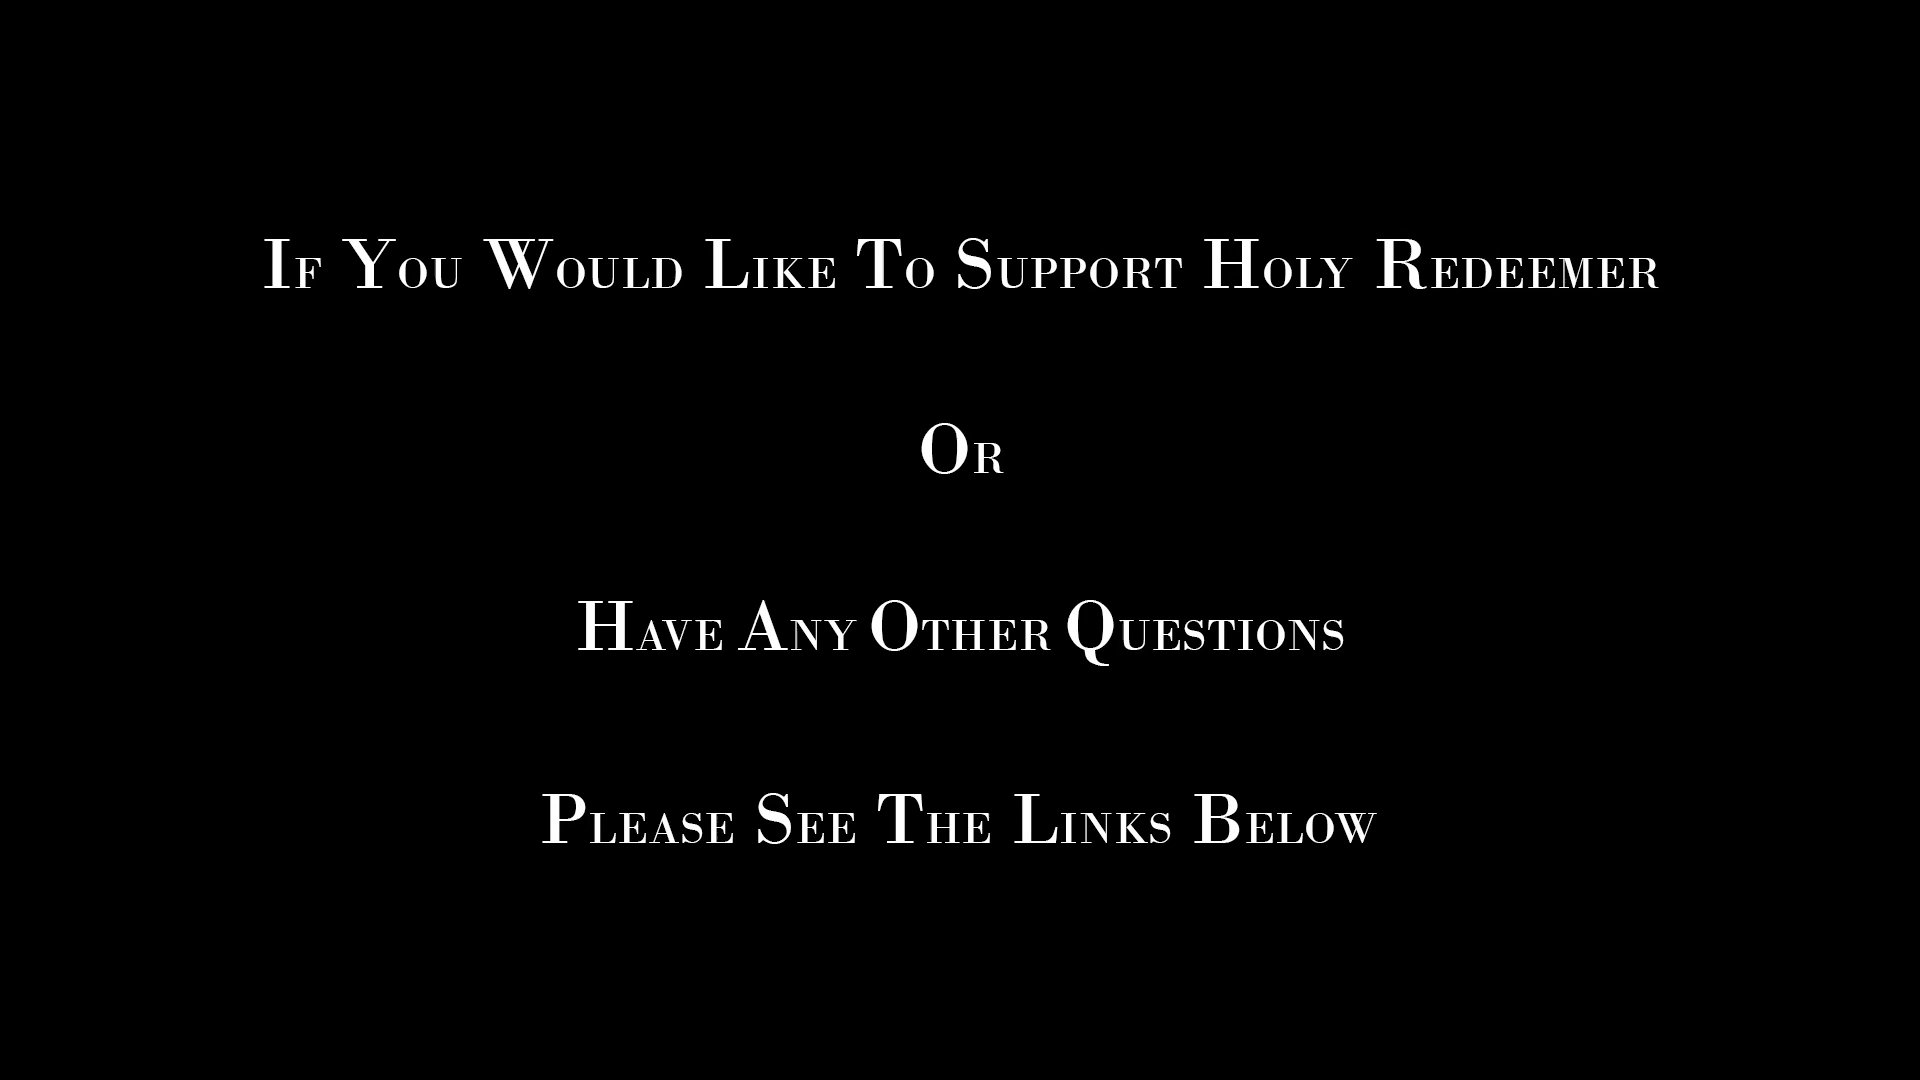 If You Would Like To Support Holy Redeemer
Or
Have Any Other Questions
Please See The Links Below